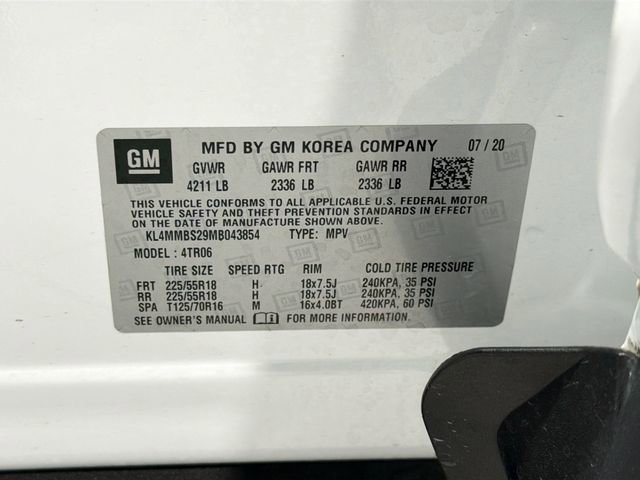 GM
MFD BY GM KOREA COMPANY 07/20
GVWR GAWR FRT GAWR RR
4211 LB 2336 LB 2336 LB
THIS VEHICLE CONFORMS TO ALL APPLICABLE U.S. FEDERAL MOTOR
VEHICLE SAFETY AND THEFT PREVENTION STANDARDS IN EFFECT ON
THE DATE OF MANUFACTURE SHOWN ABOVE.
KL4MMBS29MB043854 TYPE: MPV
MODEL : 4TR06
TIRE SIZE SPEED RTG RIM COLD TIRE PRESSURE
FRT 225/55R18 H 18x7.5J 240KPA, 35 PSI
RR 225/55R18 H 18x7.5J 240KPA, 35 PSI
SPA T125/70R16 M 16x4.0BT 420KPA, 60 PSI
SEE OWNER'S MANUAL FOR MORE INFORMATION.